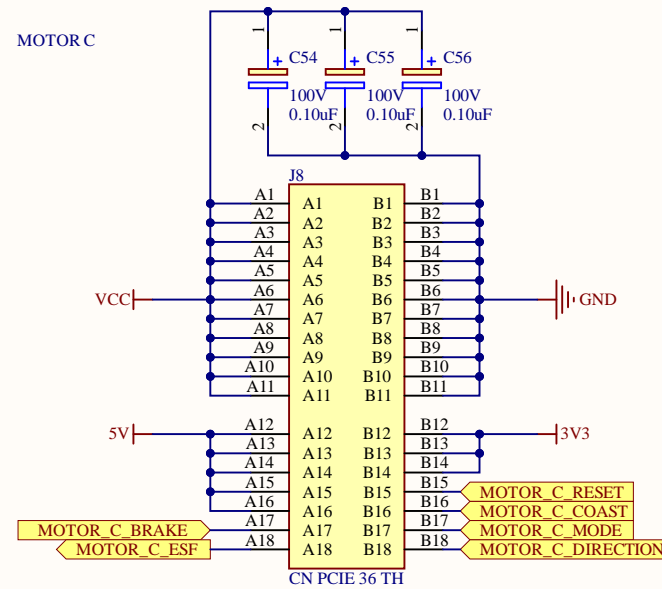 MOTOR C
1 1 1
C54 C55 C56
+ + +
100V 100V 100V
0.10uF 0.10uF 0.10uF
2 2 2
J8
A1 A1 B1 B1
A2 A2 B2 B2
A3 A3 B3 B3
A4 A4 B4 B4
A5 A5 B5 B5
VCC A6 A6 B6 B6 GND
A7 A7 B7 B7
A8 A8 B8 B8
A9 A9 B9 B9
A10 A10 B10 B10
A11 A11 B11 B11
5V A12 A12 B12 B12 3V3
A13 A13 B13 B13
A14 A14 B14 B14
A15 A15 B15 B15 MOTOR_C_RESET
A16 A16 B16 B16 MOTOR_C_COAST
MOTOR_C_BRAKE A17 A17 B17 B17 MOTOR_C_MODE
MOTOR_C_ESF A18 A18 B18 B18 MOTOR_C_DIRECTION
CN PCIE 36 TH